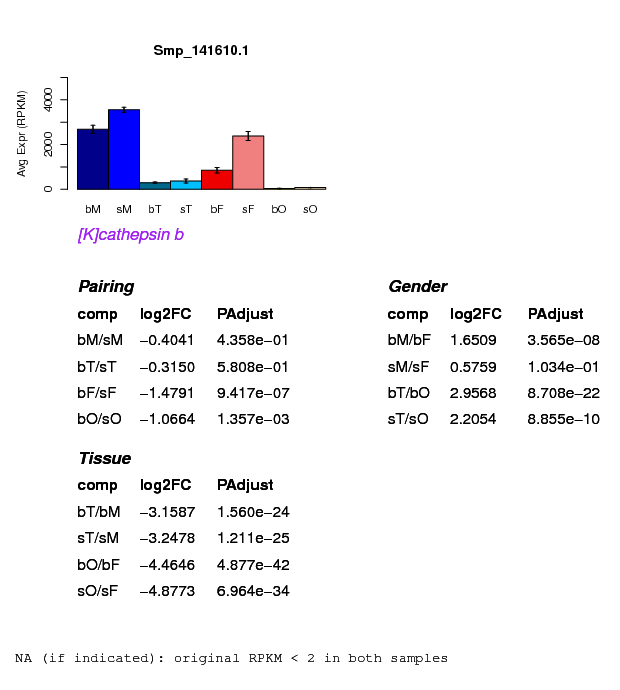 Smp_141610.1
Avg Expr (RPKM)
0 2000 4000
bM sM bT sT bF sF bO sO
[K]cathepsin b
Pairing
comp log2FC PAdjust
bM/sM −0.4041 4.358e−01
bT/sT −0.3150 5.808e−01
bF/sF −1.4791 9.417e−07
bO/sO −1.0664 1.357e−03
Gender
comp log2FC PAdjust
bM/bF 1.6509 3.565e−08
sM/sF 0.5759 1.034e−01
bT/bO 2.9568 8.708e−22
sT/sO 2.2054 8.855e−10
Tissue
comp log2FC PAdjust
bT/bM −3.1587 1.560e−24
sT/sM −3.2478 1.211e−25
bO/bF −4.4646 4.877e−42
sO/sF −4.8773 6.964e−34
NA (if indicated): original RPKM < 2 in both samples